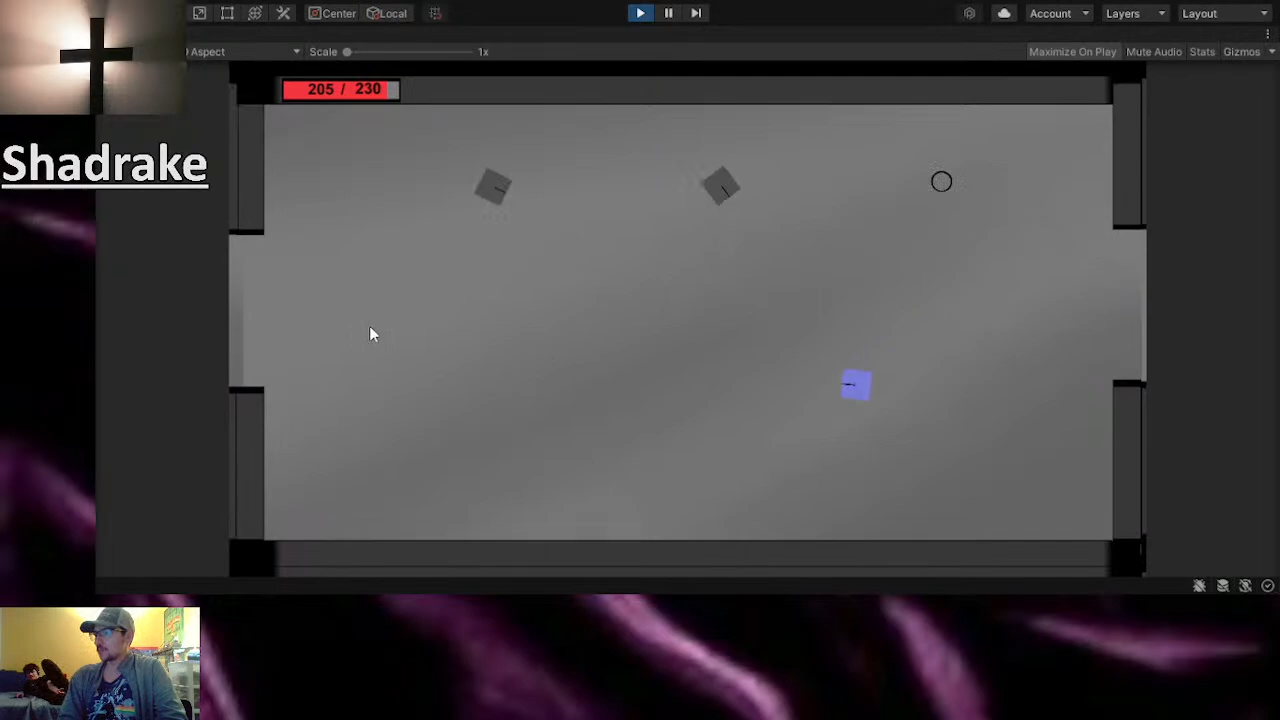 Center Local Account Layers Layout
Aspect Scale 1x Maximize On Play Mute Audio Stats Gizmos
205 / 230
Shadrake